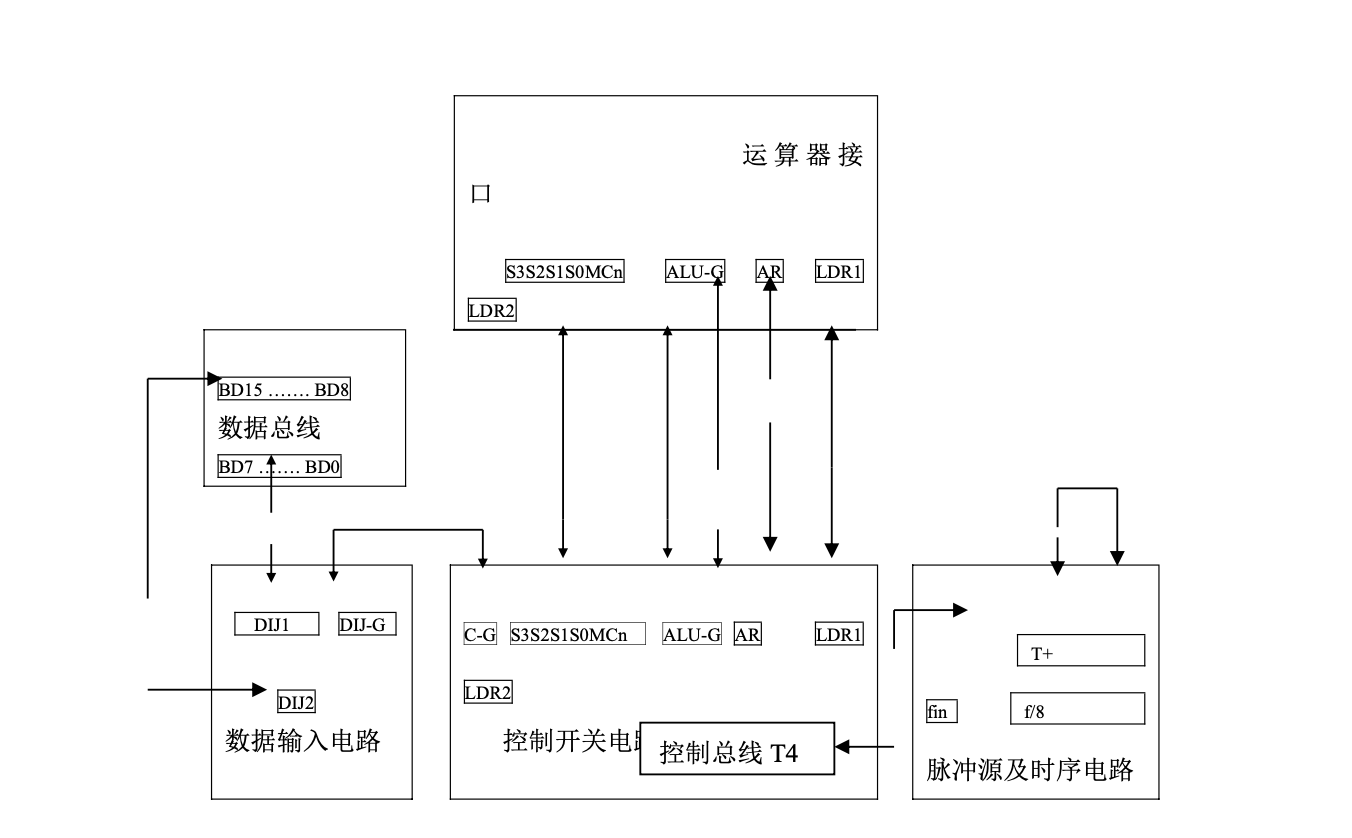 运 算 器 接
口
S3S2S1S0MCn ALU-G AR LDR1
LDR2
BD15 ……. BD8
数据总线
BD7 ……. BD0
DIJ1 DIJ-G
DIJ2
数据输入电路
C-G S3S2S1S0MCn ALU-G AR LDR1
LDR2
控制开关电
控制总线 T4
T+
fin f/8
脉冲源及时序电路